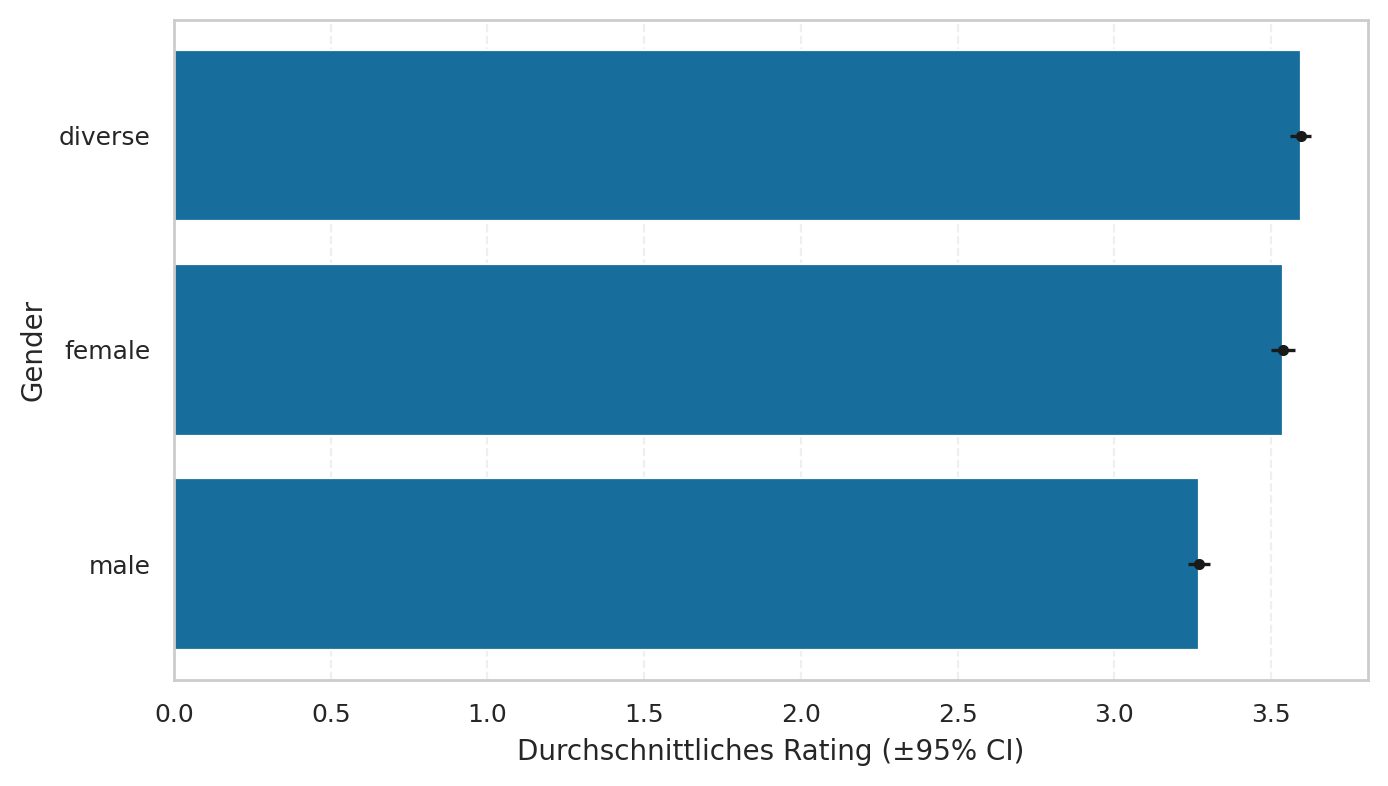 diverse
female
male
Gender
0.0 0.5 1.0 1.5 2.0 2.5 3.0 3.5
Durchschnittliches Rating (±95% CI)